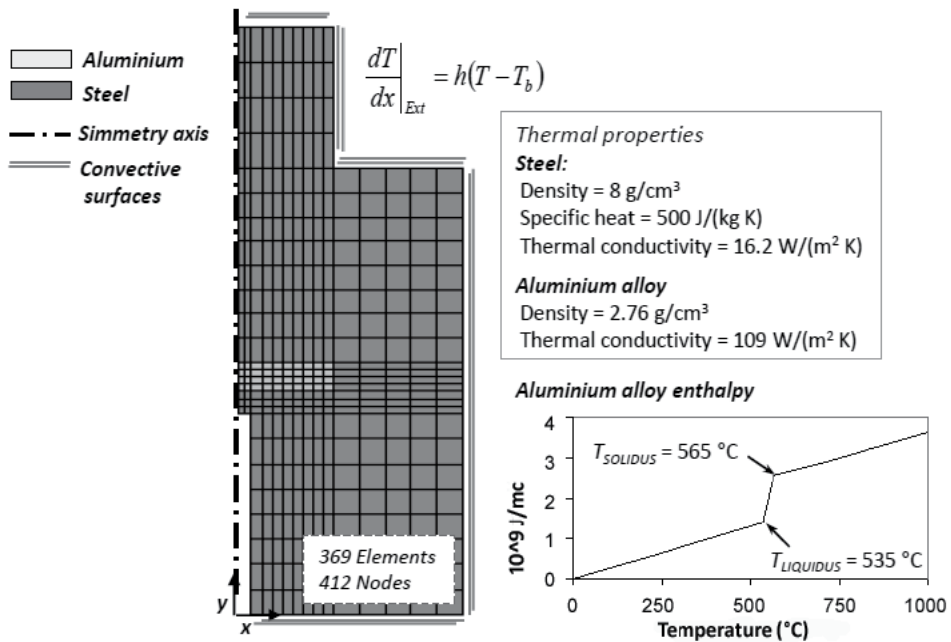 Aluminium
Steel
Simmetry axis
Convective
surfaces
dT/dx|Ext = h(T − Tb)
Thermal properties
Steel:
Density = 8 g/cm³
Specific heat = 500 J/(kg K)
Thermal conductivity = 16.2 W/(m² K)
Aluminium alloy
Density = 2.76 g/cm³
Thermal conductivity = 109 W/(m² K)
Aluminium alloy enthalpy
10^9 J/mc
4
3
2
1
0
T_SOLIDUS = 565 °C
T_LIQUIDUS = 535 °C
0 250 500 750 1000
Temperature (°C)
369 Elements
412 Nodes
y
x